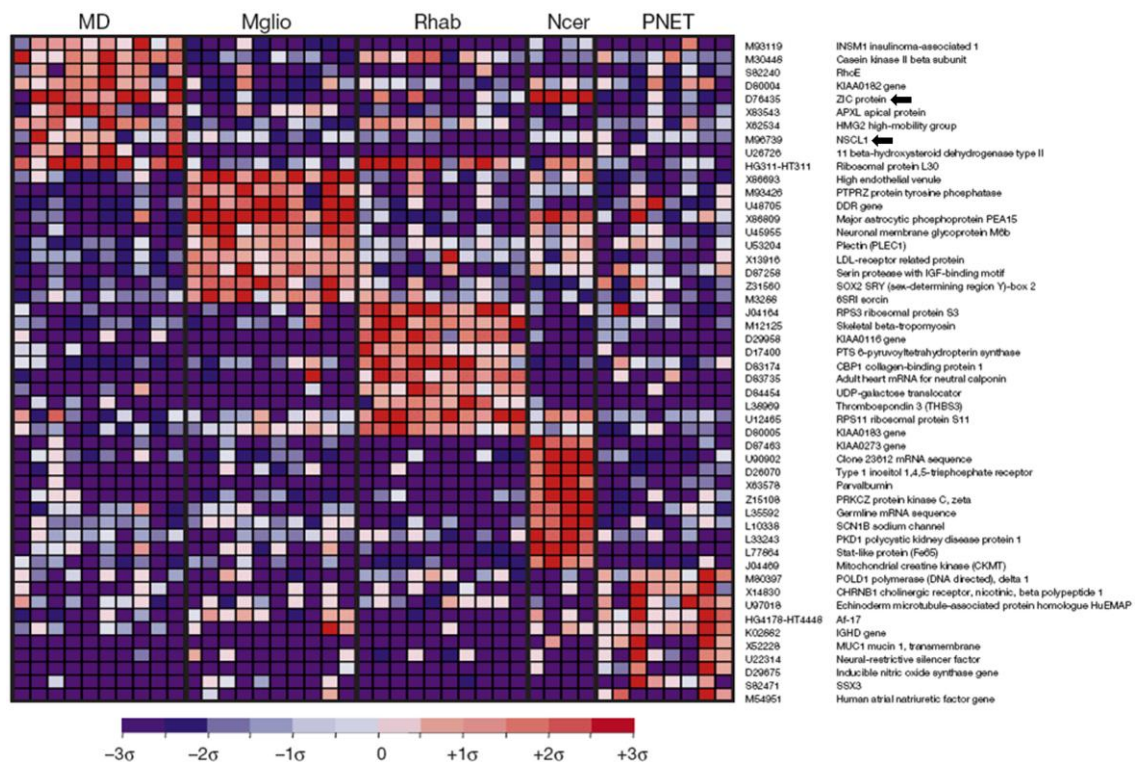 MD Mglio Rhab Ncer PNET
M93119 INSM1 insulinoma-associated 1
M30448 Casein kinase II beta subunit
S82240 RhoE
D80004 KIAA0182 gene
D76435 ZIC protein
X83543 APXL apical protein
X62534 HMG2 high-mobility group
M96739 NSCL1
U26726 11 beta-hydroxysteroid dehydrogenase type II
HG311-HT311 Ribosomal protein L30
X86693 High endothelial venule
M93426 PTPRZ protein tyrosine phosphatase
U48705 DDR gene
X86809 Major astrocytic phosphoprotein PEA15
U45955 Neuronal membrane glycoprotein M6b
U53204 Plectin (PLEC1)
X13916 LDL-receptor related protein
D87258 Serin protease with IGF-binding motif
Z31560 SOX2 SRY (sex-determining region Y)-box 2
M3266 6SRI sorcin
J04164 RPS3 ribosomal protein S3
M12125 Skeletal beta-tropomyosin
D29958 KIAA0116 gene
D17400 PTS 6-pyruvoyltetrahydropterin synthase
D83174 CBP1 collagen-binding protein 1
D83735 Adult heart mRNA for neutral calponin
D84454 UDP-galactose translocator
L38969 Thrombospondin 3 (THBS3)
U12465 RPS11 ribosomal protein S11
D80005 KIAA0183 gene
D87463 KIAA0273 gene
U90902 Clone 23612 mRNA sequence
D26070 Type 1 inositol 1,4,5-trisphosphate receptor
X63578 Parvalbumin
Z15108 PRKCZ protein kinase C, zeta
L35592 Germline mRNA sequence
L10338 SCN1B sodium channel
L33243 PKD1 polycystic kidney disease protein 1
L77864 Stat-like protein (Fe65)
J04469 Mitochondrial creatine kinase (CKMT)
M80397 POLD1 polymerase (DNA directed), delta 1
X14830 CHRNB1 cholinergic receptor, nicotinic, beta polypeptide 1
U97018 Echinoderm microtubule-associated protein homologue HuEMAP
HG4178-HT4448 Af-17
K02882 IGHD gene
X52228 MUC1 mucin 1, transmembrane
U22314 Neural-restrictive silencer factor
D29675 Inducible nitric oxide synthase gene
S82471 SSX3
M54951 Human atrial natriuretic factor gene
−3σ −2σ −1σ 0 +1σ +2σ +3σ